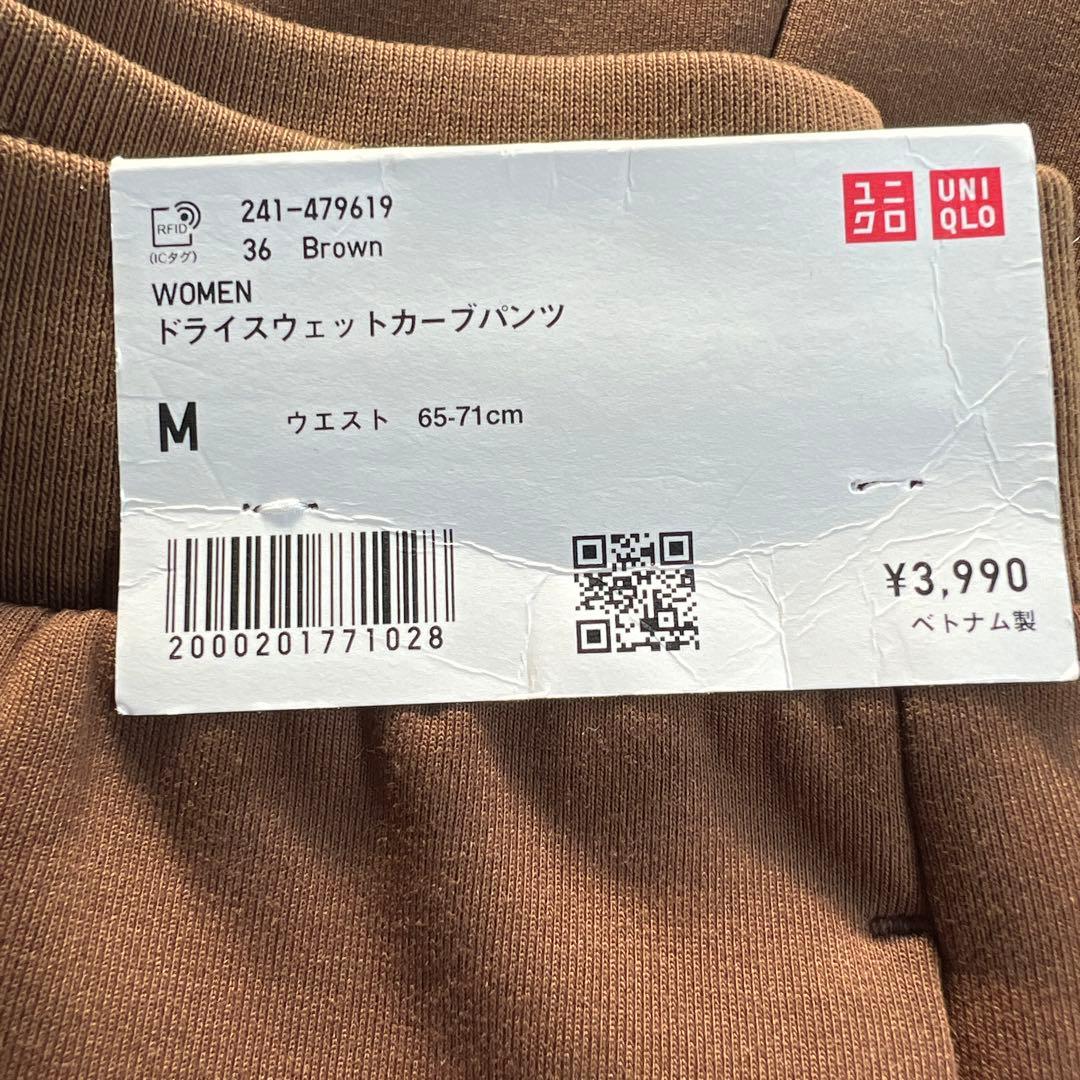 RFID
(ICタグ)
241-479619
36 Brown
ユニクロ
UNIQLO
WOMEN
ドライスウェットカーブパンツ
M ウエスト 65-71cm
2000201771028
¥3,990
ベトナム製